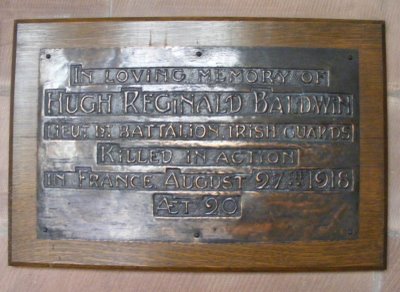 IN LOVING MEMORY OF
HUGH REGINALD BALDWIN
LIEUT 1ST BATTALION IRISH GUARDS
KILLED IN ACTION
IN FRANCE AUGUST 27TH 1918
ÆT 20